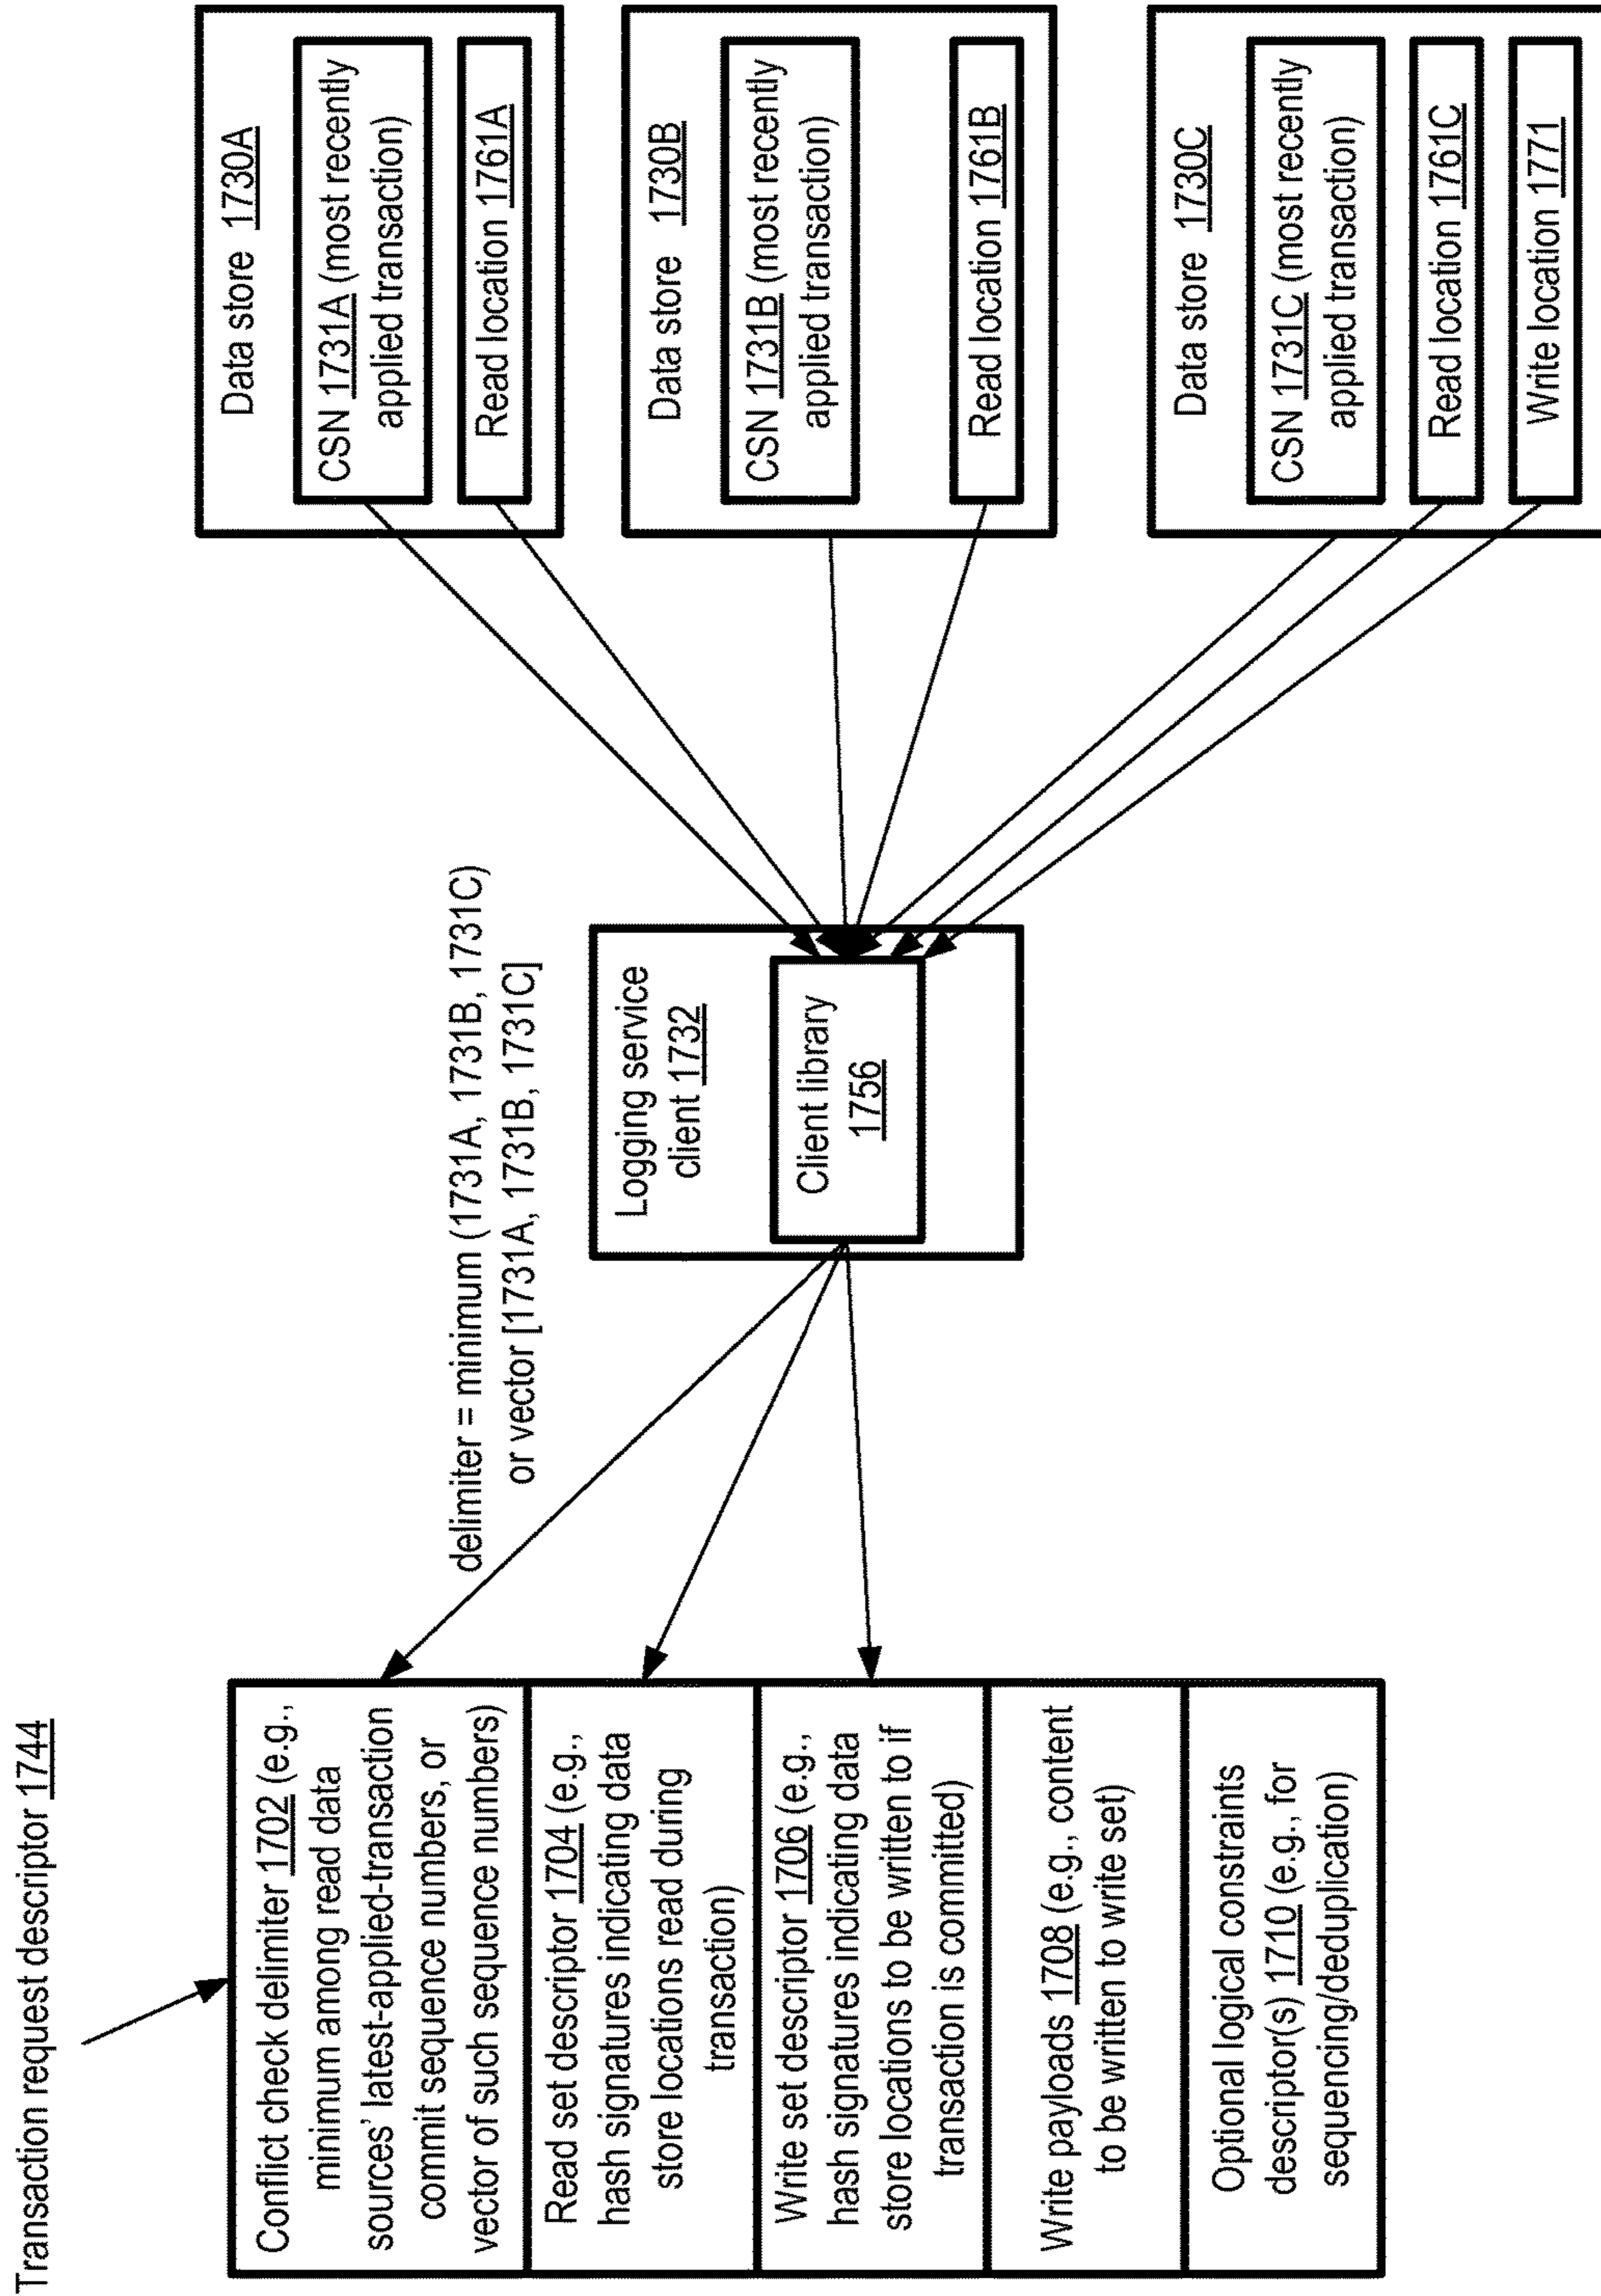 Transaction request descriptor 1744
Conflict check delimiter 1702 (e.g.,
minimum among read data
sources' latest-applied-transaction
commit sequence numbers, or
vector of such sequence numbers)
Read set descriptor 1704 (e.g.,
hash signatures indicating data
store locations read during
transaction)
Write set descriptor 1706 (e.g.,
hash signatures indicating data
store locations to be written to if
transaction is committed)
Write payloads 1708 (e.g., content
to be written to write set)
Optional logical constraints
descriptor(s) 1710 (e.g., for
sequencing/deduplication)
delimiter = minimum (1731A, 1731B, 1731C)
or vector [1731A, 1731B, 1731C]
Logging service
client 1732
Client library
1756
Data store 1730A
CSN 1731A (most recently
applied transaction)
Read location 1761A
Data store 1730B
CSN 1731B (most recently
applied transaction)
Read location 1761B
Data store 1730C
CSN 1731C (most recently
applied transaction)
Read location 1761C
Write location 1771